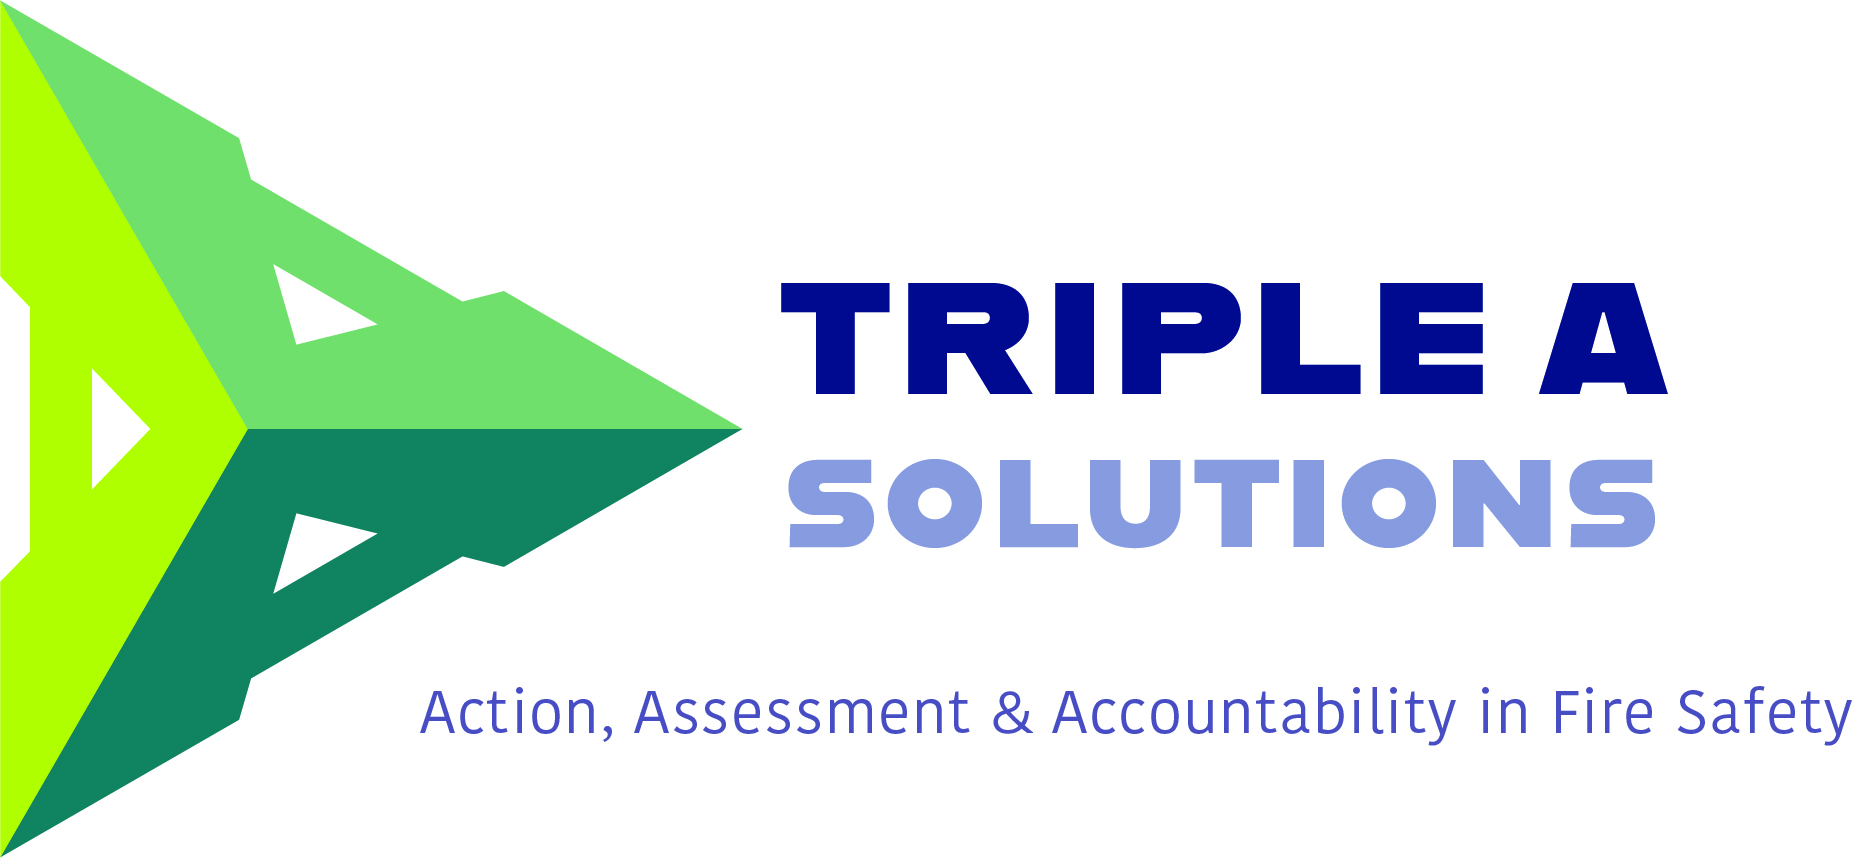 TRIPLE A
SOLUTIONS
Action, Assessment & Accountability in Fire Safety